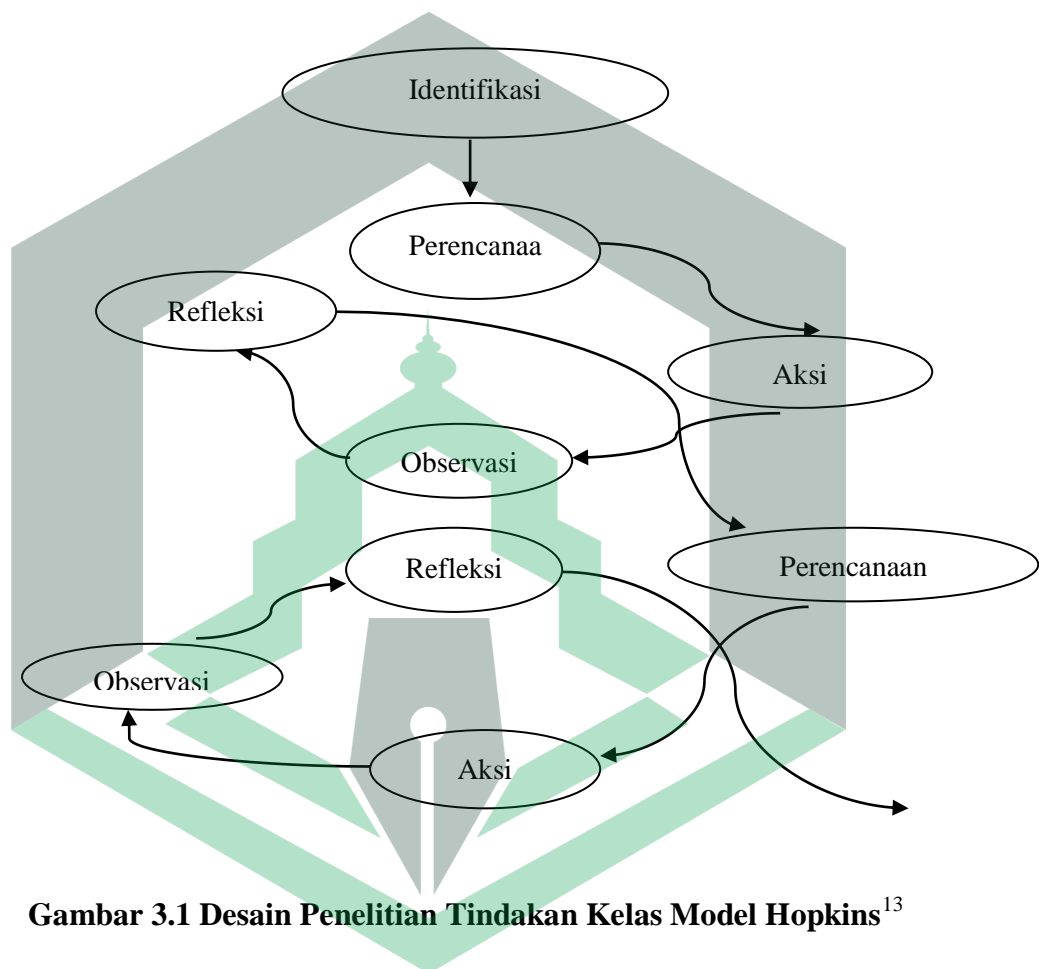 Identifikasi
Perencanaa
Refleksi
Aksi
Observasi
Refleksi
Perencanaan
Observasi
Aksi
Gambar 3.1 Desain Penelitian Tindakan Kelas Model Hopkins¹³